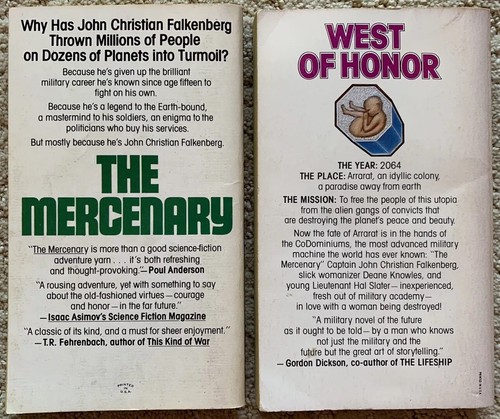 Why Has John Christian Falkenberg
Thrown Millions of People
on Dozens of Planets into Turmoil?
Because he's given up the brilliant
military career he's known since age fifteen to
fight on his own.
Because he's a legend to the Earth-bound,
a mastermind to his soldiers, an enigma to the
politicians who buy his services.
But mostly because he's John Christian Falkenberg.
THE
MERCENARY
"The Mercenary is more than a good science-fiction
adventure yarn . . . it's both refreshing
and thought-provoking."—Poul Anderson
"A rousing adventure, yet with something to say
about the old-fashioned virtues—courage
and honor—in the far future."
—Isaac Asimov's Science Fiction Magazine
"A classic of its kind, and a must for sheer enjoyment."
—T.R. Fehrenbach, author of This Kind of War
PRINTED
IN
U.S.A.
WEST
OF HONOR
THE YEAR: 2064
THE PLACE: Arrarat, an idyllic colony,
a paradise away from earth
THE MISSION: To free the people of this utopia
from the alien gangs of convicts that
are destroying the planet's peace and beauty.
Now the fate of Arrarat is in the hands of
the CoDominiums, the most advanced military
machine the world has ever known: "The
Mercenary" Captain John Christian Falkenberg,
slick womanizer Deane Knowles, and
young Lieutenant Hal Slater—inexperienced,
fresh out of military academy—
in love with a woman being destroyed!
"A military novel of the future
as it ought to be told—by a man who knows
not just the military and the
future but the great art of storytelling."
—Gordon Dickson, co-author of THE LIFESHIP